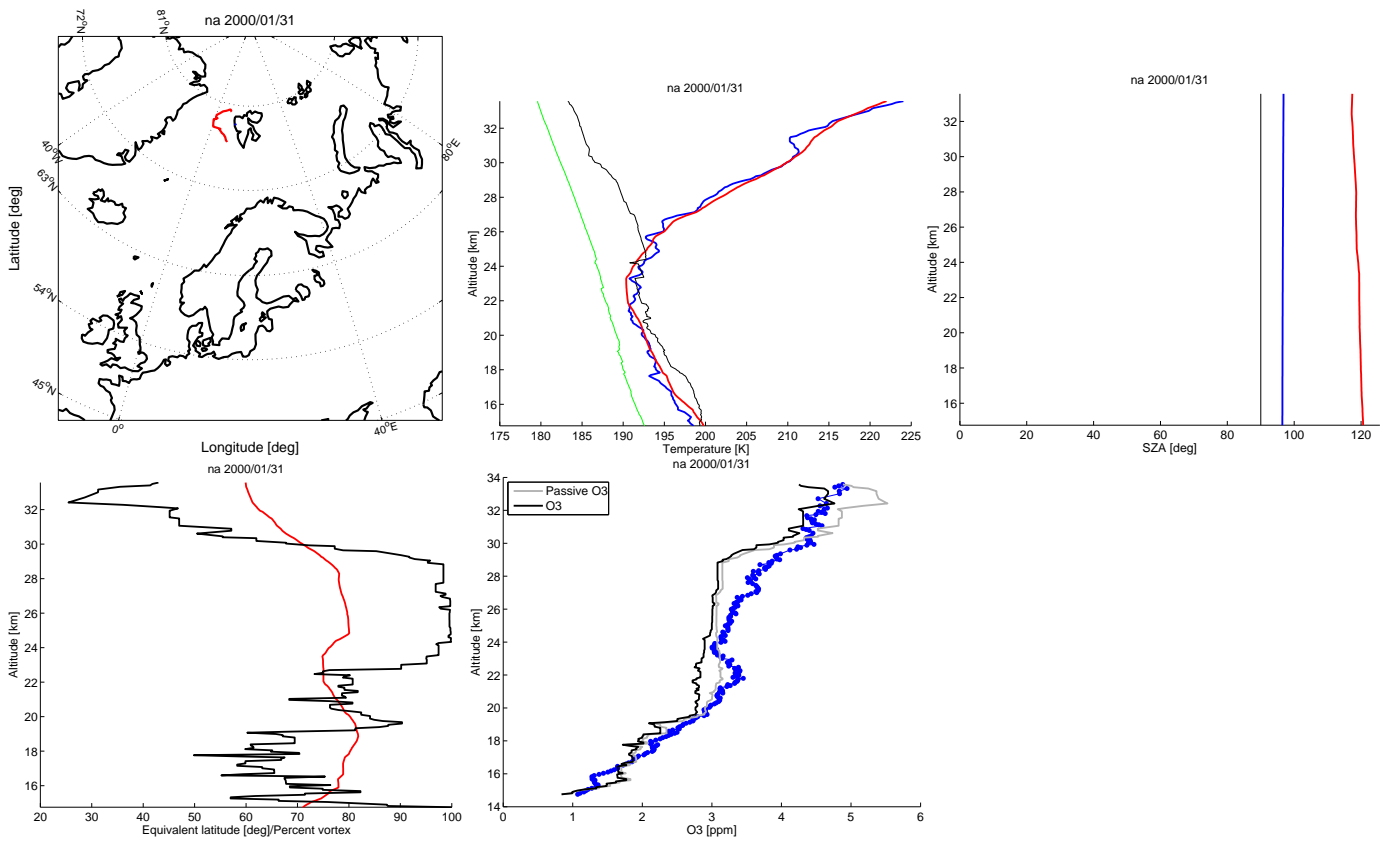 na 2000/01/31
72°N
81°N
40°W
63°N
54°N
45°N
0°
40°E
80°E
Latitude [deg]
Longitude [deg]
na 2000/01/31
32
30
28
26
24
22
20
18
16
Altitude [km]
175 180 185 190 195 200 205 210 215 220 225
Temperature [K]
na 2000/01/31
32
30
28
26
24
22
20
18
16
Altitude [km]
0 20 40 60 80 100 120
SZA [deg]
na 2000/01/31
32
30
28
26
24
22
20
18
16
Altitude [km]
20 30 40 50 60 70 80 90 100
Equivalent latitude [deg]/Percent vortex
na 2000/01/31
Passive O3
O3
34
32
30
28
26
24
22
20
18
16
14
Altitude [km]
0 1 2 3 4 5 6
O3 [ppm]